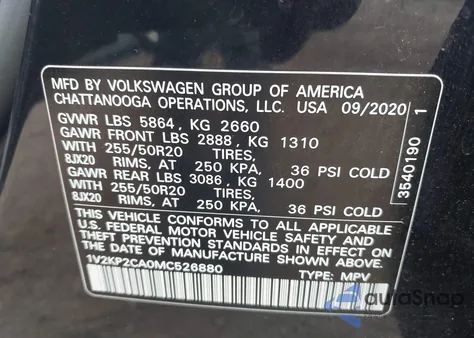 MFD BY VOLKSWAGEN GROUP OF AMERICA
CHATTANOOGA OPERATIONS, LLC. USA 09/2020
GVWR LBS 5864, KG 2660
GAWR FRONT LBS 2888, KG 1310
WITH 255/50R20 TIRES,
8JX20 RIMS, AT 250 KPA, 36 PSI COLD
GAWR REAR LBS 3086, KG 1400
WITH 255/50R20 TIRES,
8JX20 RIMS, AT 250 KPA, 36 PSI COLD
THIS VEHICLE CONFORMS TO ALL APPLICABLE
U.S. FEDERAL MOTOR VEHICLE SAFETY AND
THEFT PREVENTION STANDARDS IN EFFECT ON
THE DATE OF MANUFACTURE SHOWN ABOVE.
1V2KP2CA0MC526880 TYPE: MPV
3540190 1
AutoSnap